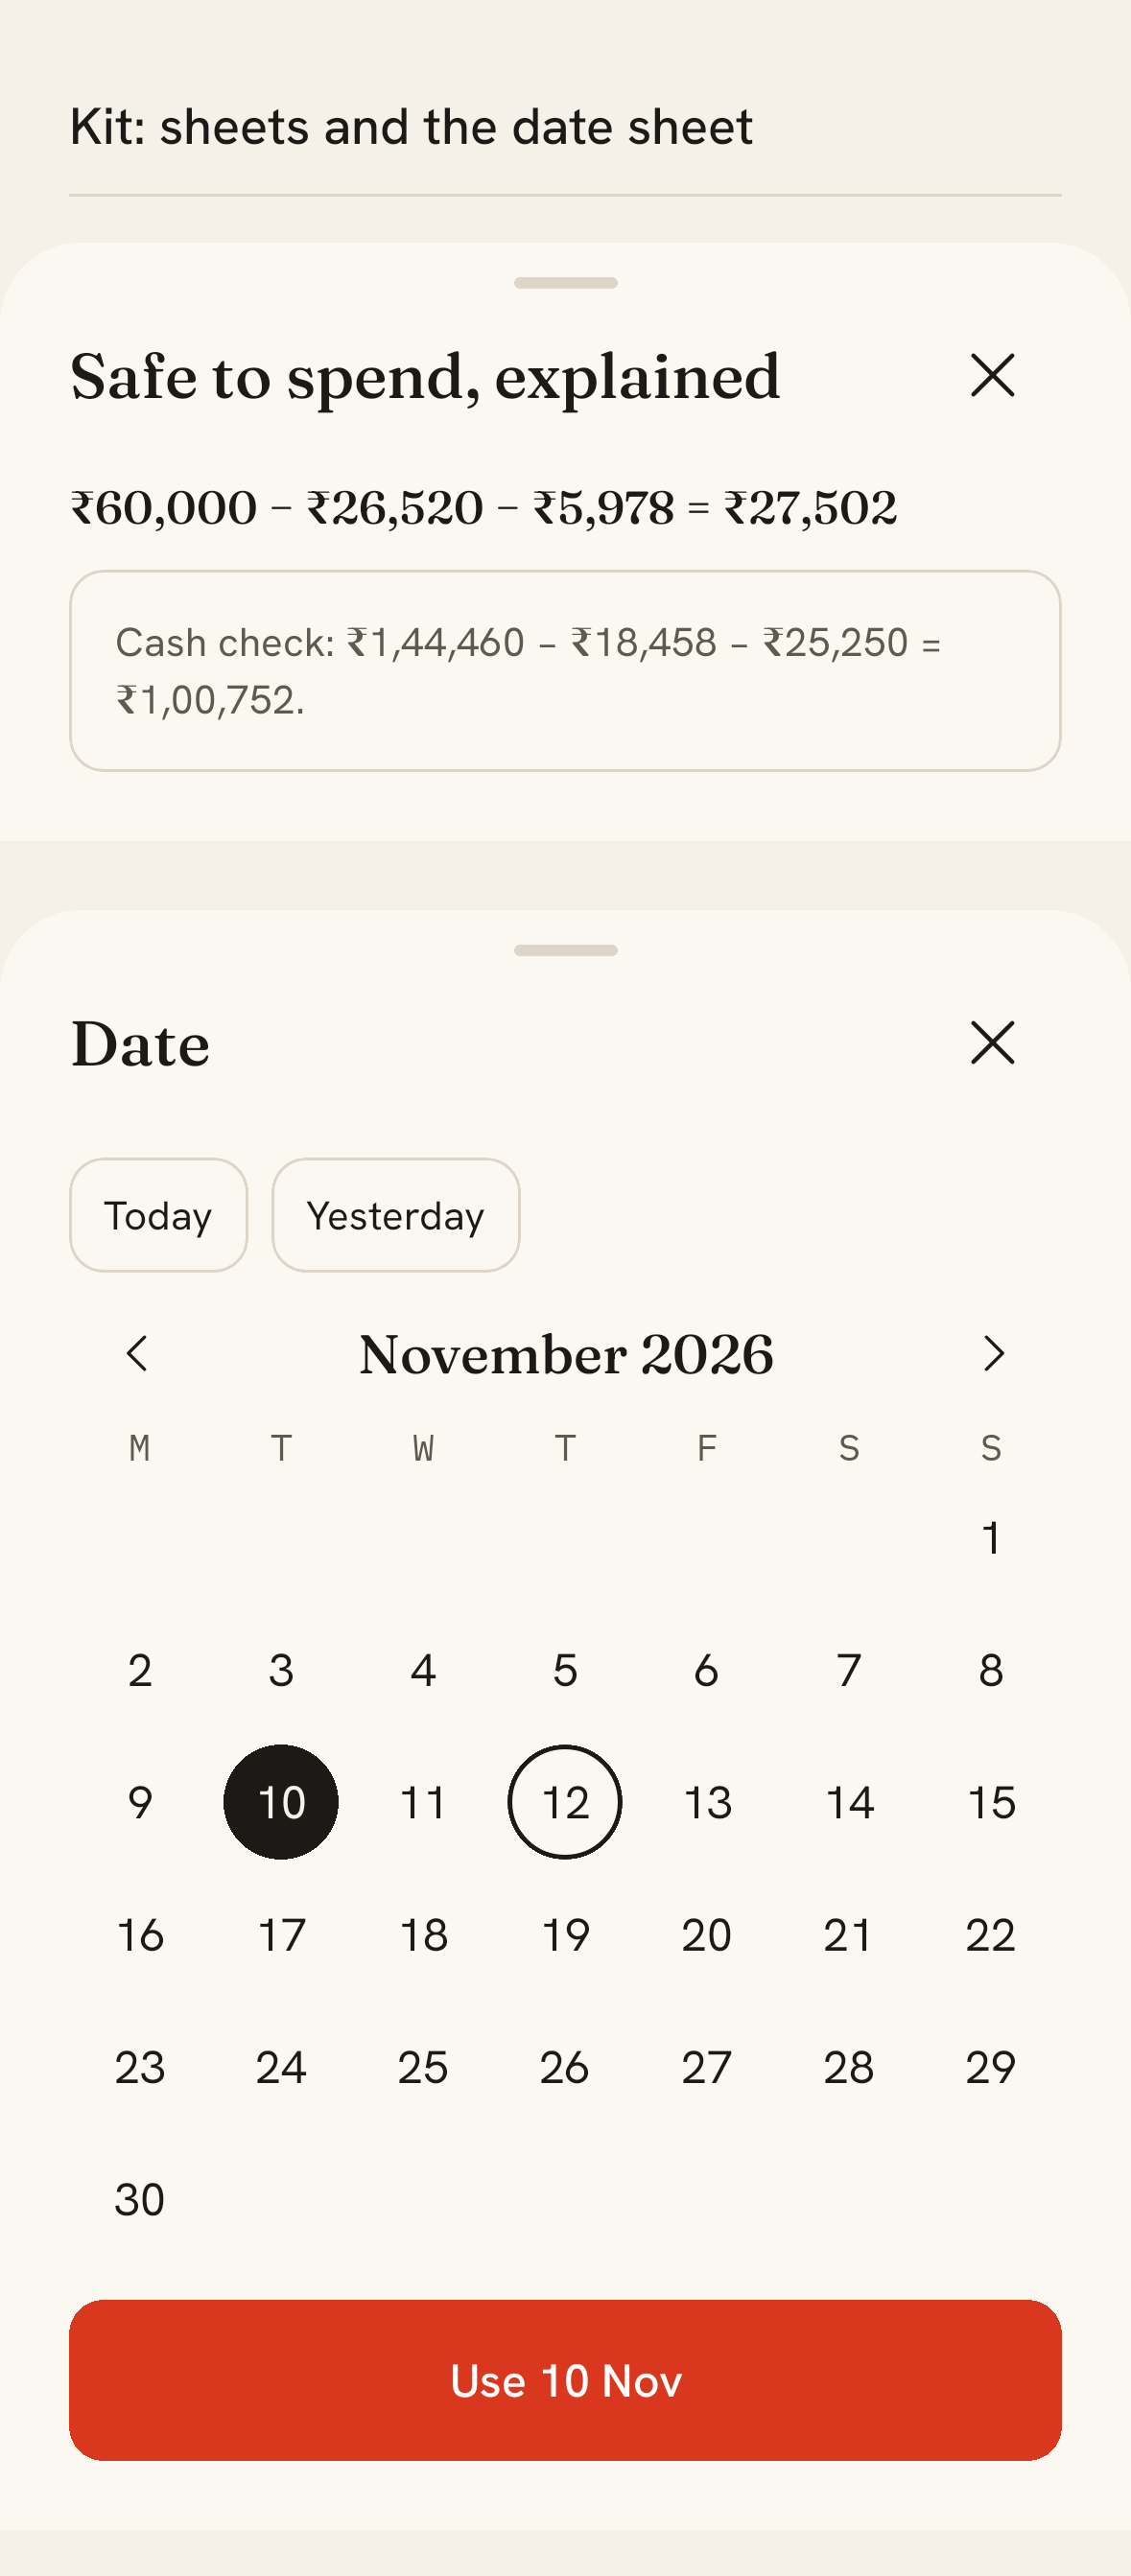 Kit: sheets and the date sheet
Safe to spend, explained
₹60,000 – ₹26,520 – ₹5,978 = ₹27,502
Cash check: ₹1,44,460 – ₹18,458 – ₹25,250 =
₹1,00,752.
Date
Today Yesterday
November 2026
M T W T F S S
1
2 3 4 5 6 7 8
9 10 11 12 13 14 15
16 17 18 19 20 21 22
23 24 25 26 27 28 29
30
Use 10 Nov